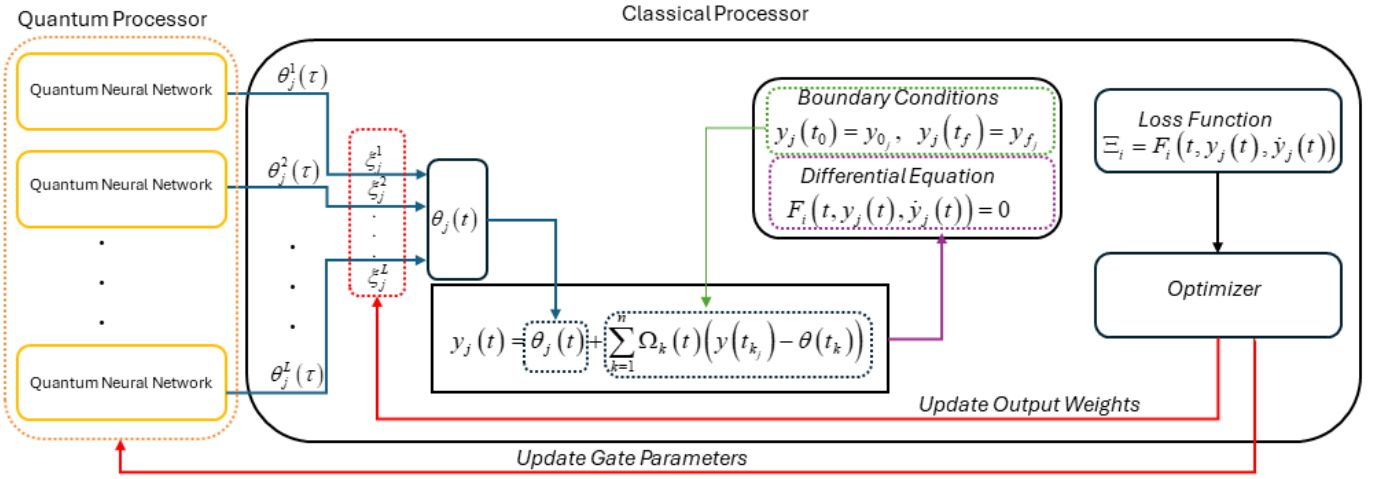 Quantum Processor
Classical Processor
Quantum Neural Network
θ_j^1(τ)
Quantum Neural Network
θ_j^2(τ)
.
.
.
Quantum Neural Network
θ_j^L(τ)
.
.
.
ξ_j^1
ξ_j^2
.
.
.
ξ_j^L
θ_j(t)
y_j(t) = θ_j(t) + \sum_{k=1}^{n} Ω_k(t)(y(t_{k_j}) − θ(t_k))
Boundary Conditions
y_j(t_0) = y_{0_j}, y_j(t_f) = y_{f_j}
Differential Equation
F_i(t, y_j(t), ẏ_j(t)) = 0
Loss Function
Ξ_i = F_i(t, y_j(t), ẏ_j(t))
Optimizer
Update Output Weights
Update Gate Parameters